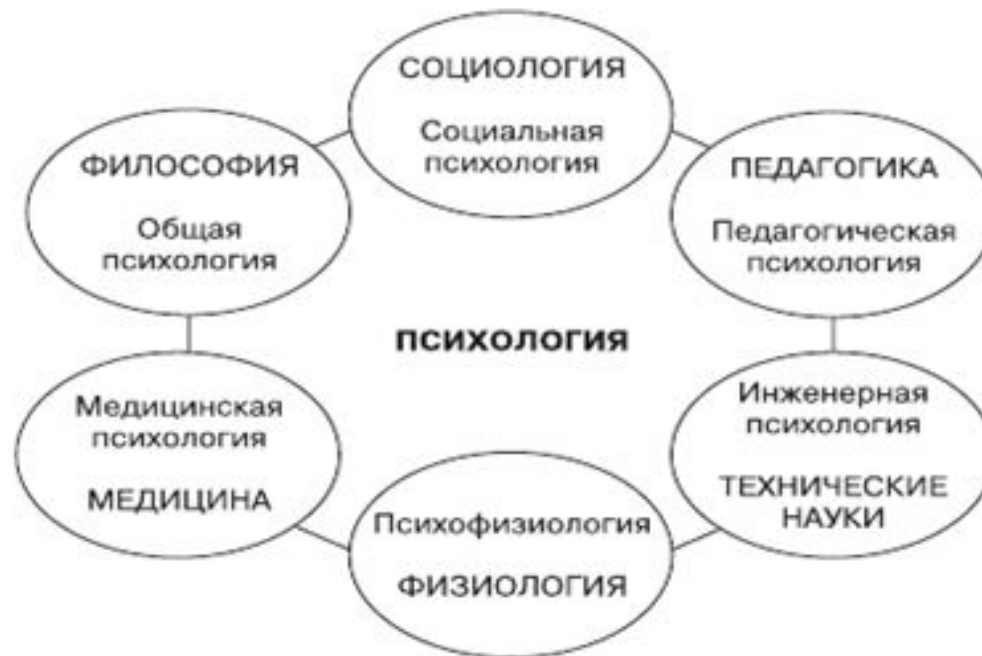 СОЦИОЛОГИЯ
Социальная
психология
ФИЛОСОФИЯ
Общая
психология
ПЕДАГОГИКА
Педагогическая
психология
ПСИХОЛОГИЯ
Медицинская
психология
МЕДИЦИНА
Инженерная
психология
ТЕХНИЧЕСКИЕ
НАУКИ
Психофизиология
ФИЗИОЛОГИЯ